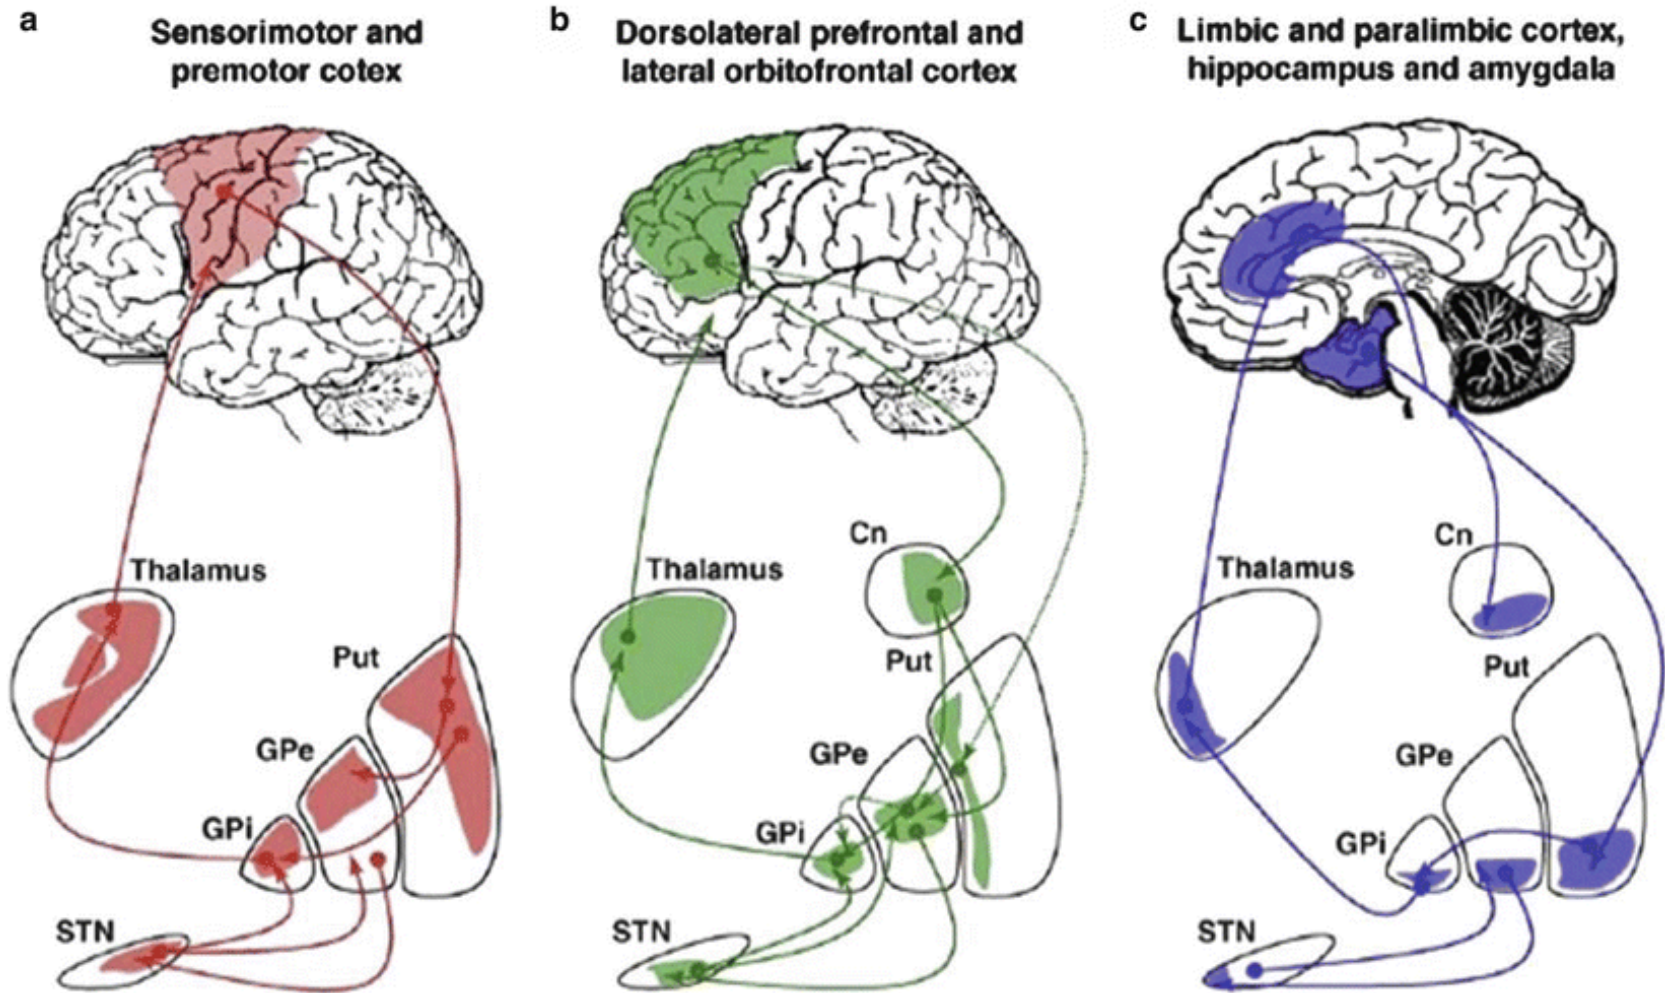 a
Sensorimotor and
premotor cotex
Thalamus
Put
GPe
GPi
STN
b
Dorsolateral prefrontal and
lateral orbitofrontal cortex
Cn
Thalamus
Put
GPe
GPi
STN
c
Limbic and paralimbic cortex,
hippocampus and amygdala
Cn
Thalamus
Put
GPe
GPi
STN